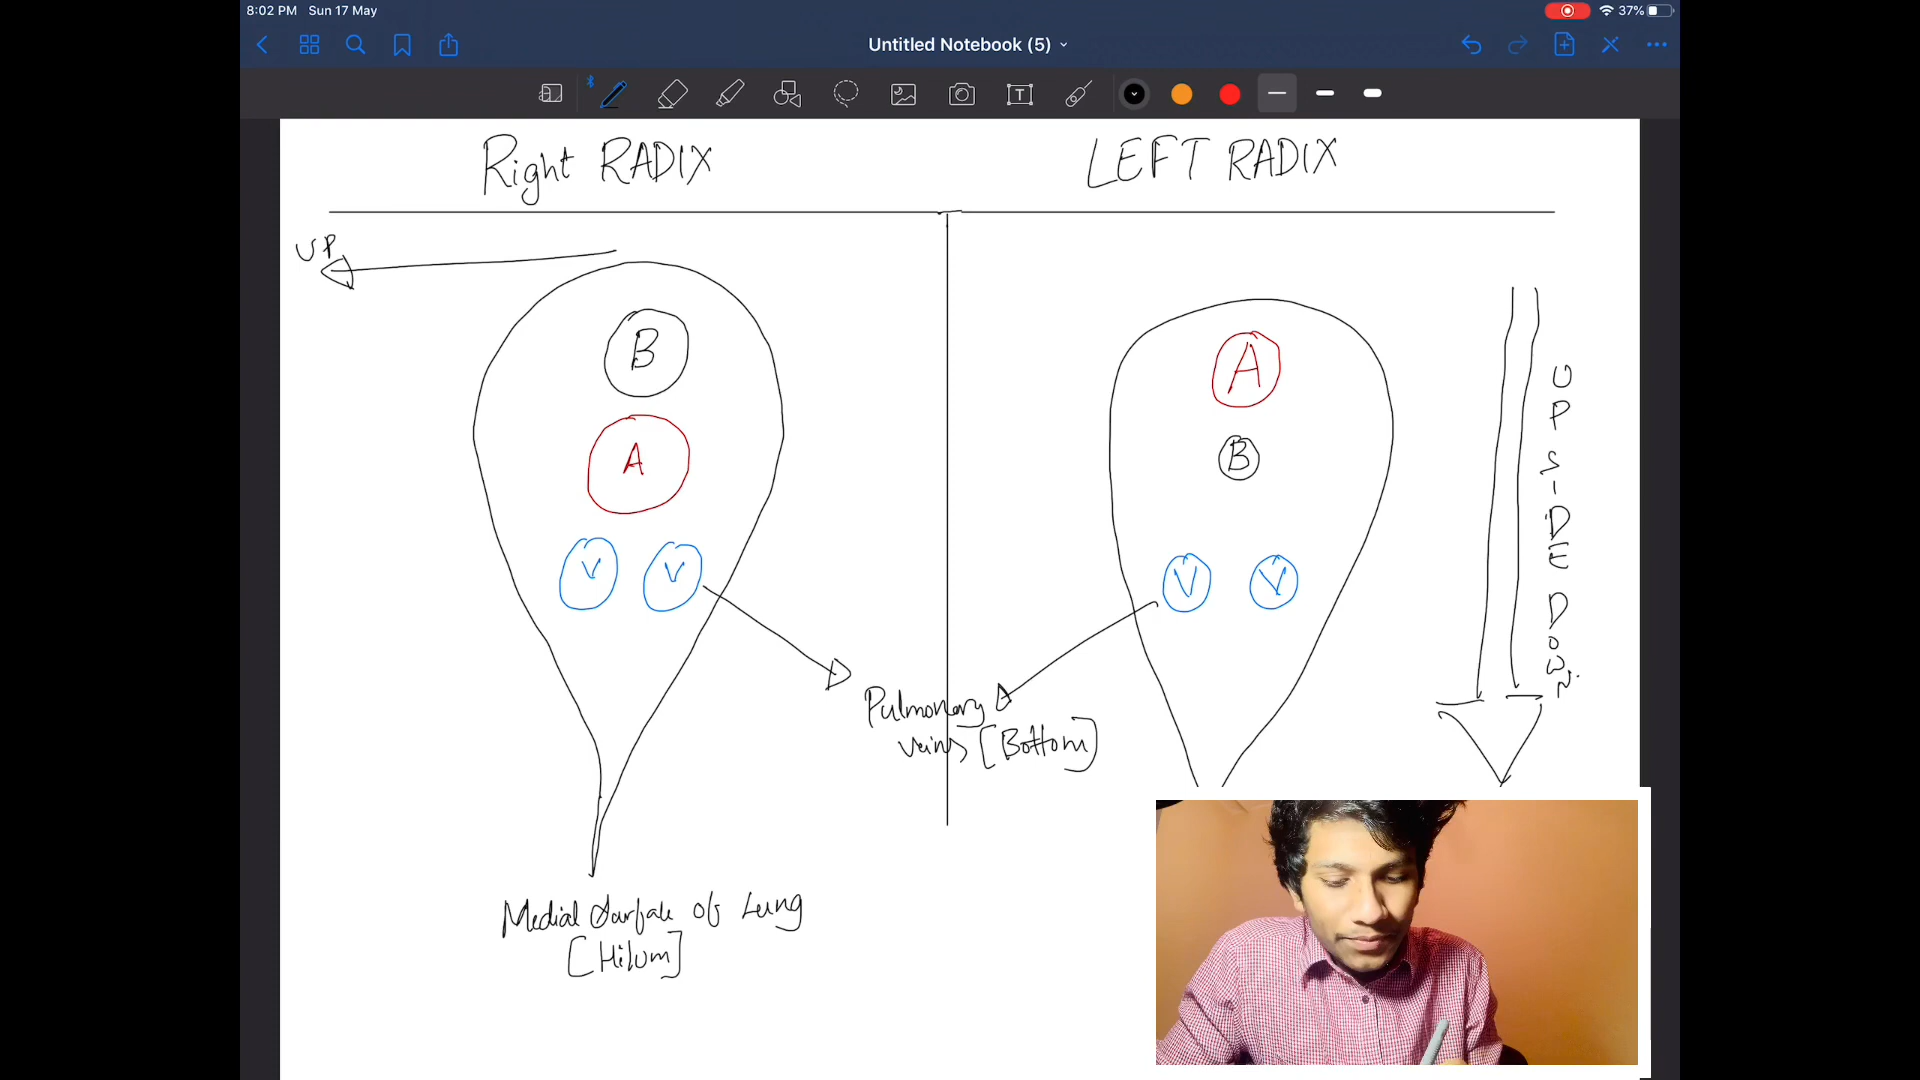 8:02 PM Sun 17 May
37%
Untitled Notebook (5)
T
Right RADIX
LEFT RADIX
UP
B
A
V V
A
B
V V
UPSIDE DOWN.
Pulmonary
veins [Bottom]
Medial Surface of Lung
[Hilum]